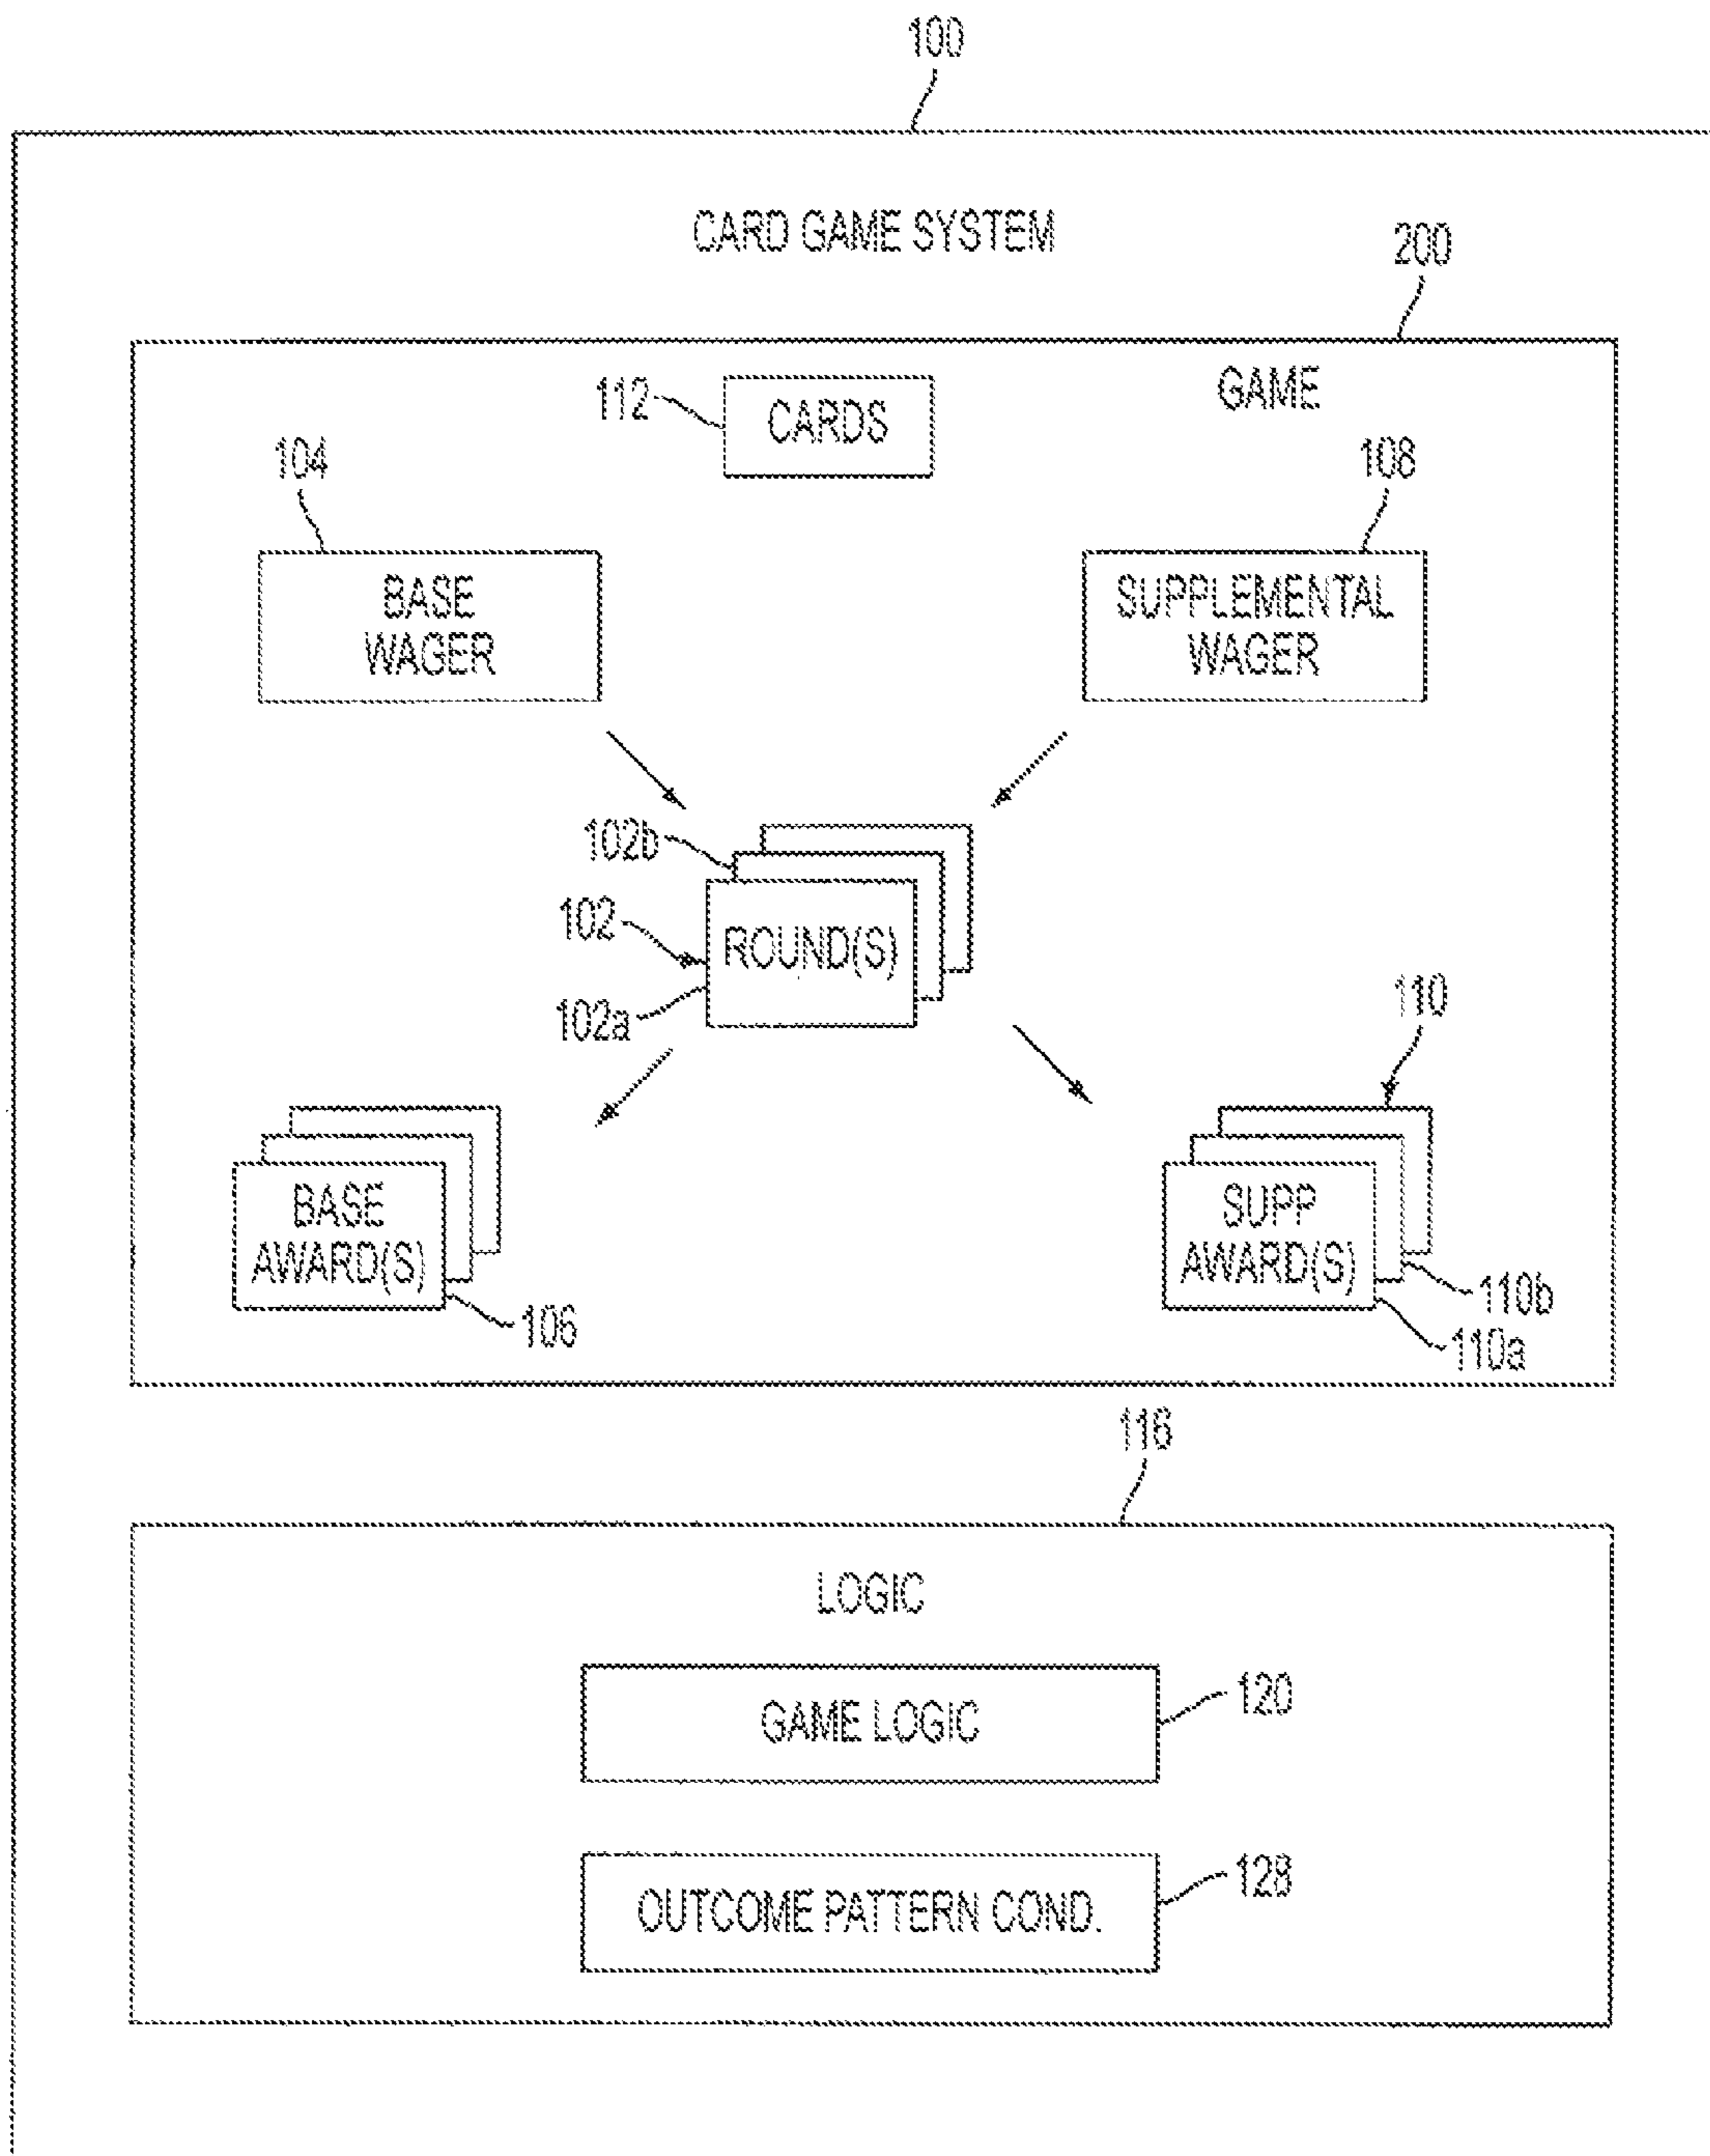 100
CARD GAME SYSTEM
200
GAME
112
CARDS
104
108
BASE
WAGER
SUPPLEMENTAL
WAGER
102b
102
ROUND(S)
102a
110
BASE
AWARD(S)
106
SUPP
AWARD(S)
110b
110a
116
LOGIC
GAME LOGIC
120
OUTCOME PATTERN COND.
128